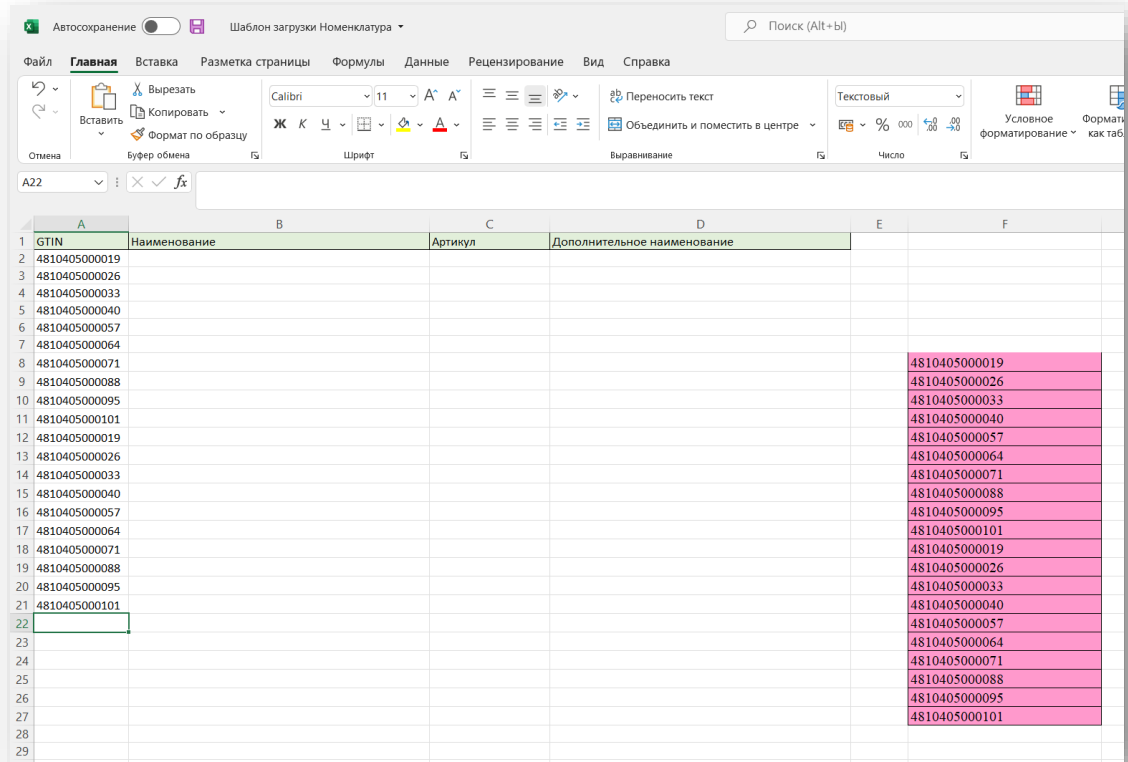 Автосохранение
Шаблон загрузки Номенклатура
Поиск (Alt+Ы)
Файл Главная Вставка Разметка страницы Формулы Данные Рецензирование Вид Справка
Вставить
Вырезать
Копировать
Формат по образцу
Calibri 11
Ж К Ч
Переносить текст
Объединить и поместить в центре
Текстовый
% 000
Условное форматирование
как таб
Отмена Буфер обмена Шрифт Выравнивание Число
A22
fx
A B C D E F
1 GTIN Наименование Артикул Дополнительное наименование
2 4810405000019
3 4810405000026
4 4810405000033
5 4810405000040
6 4810405000057
7 4810405000064
8 4810405000071 4810405000019
9 4810405000088 4810405000026
10 4810405000095 4810405000033
11 4810405000101 4810405000040
12 4810405000019 4810405000057
13 4810405000026 4810405000064
14 4810405000033 4810405000071
15 4810405000040 4810405000088
16 4810405000057 4810405000095
17 4810405000064 4810405000101
18 4810405000071 4810405000019
19 4810405000088 4810405000026
20 4810405000095 4810405000033
21 4810405000101 4810405000040
22 4810405000057
23 4810405000064
24 4810405000071
25 4810405000088
26 4810405000095
27 4810405000101
28
29